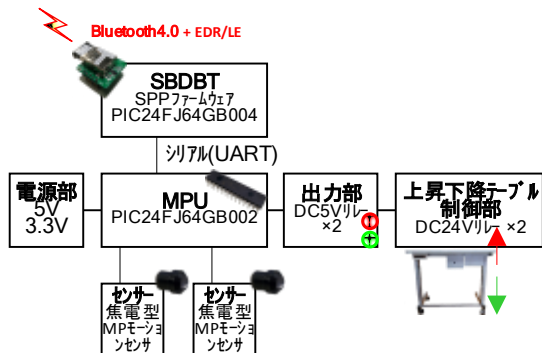 Bluetooth4.0 + EDR/LE
SBDBT
SPPファームウェア
PIC24FJ64GB004
シリアル(UART)
電源部
5V
3.3V
MPU
PIC24FJ64GB002
出力部
DC5Vリレー
×2
上昇下降テーブル
制御部
DC24Vリレー ×2
センサー
焦電型
MPモーショ
ンセンサ
センサー
焦電型
MPモーショ
ンセンサ